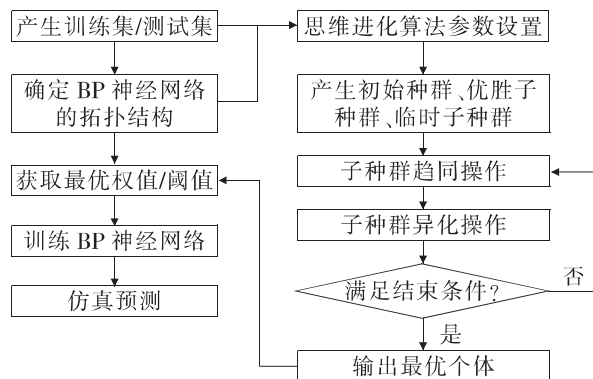 产生训练集/测试集
确定 BP 神经网络
的拓扑结构
获取最优权值/阈值
训练 BP 神经网络
仿真预测
思维进化算法参数设置
产生初始种群、优胜子
种群、临时子种群
子种群趋同操作
子种群异化操作
满足结束条件?
否
是
输出最优个体